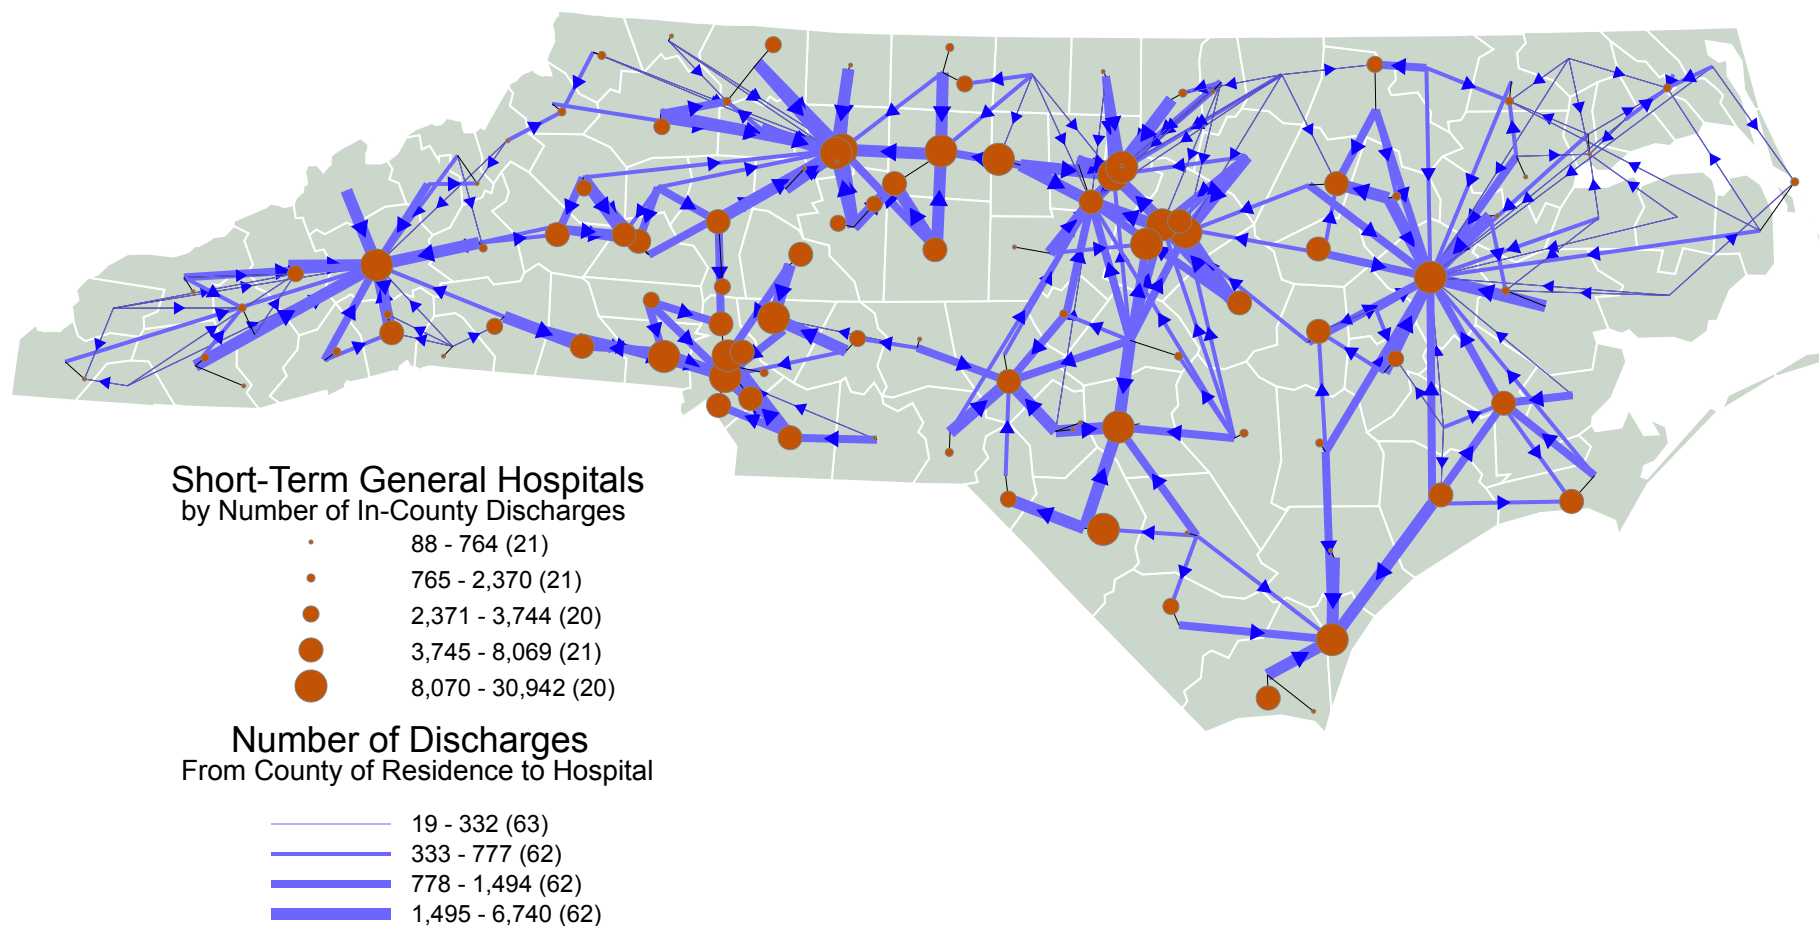 Short-Term General Hospitals
by Number of In-County Discharges
88 - 764 (21)
765 - 2,370 (21)
2,371 - 3,744 (20)
3,745 - 8,069 (21)
8,070 - 30,942 (20)
Number of Discharges
From County of Residence to Hospital
19 - 332 (63)
333 - 777 (62)
778 - 1,494 (62)
1,495 - 6,740 (62)